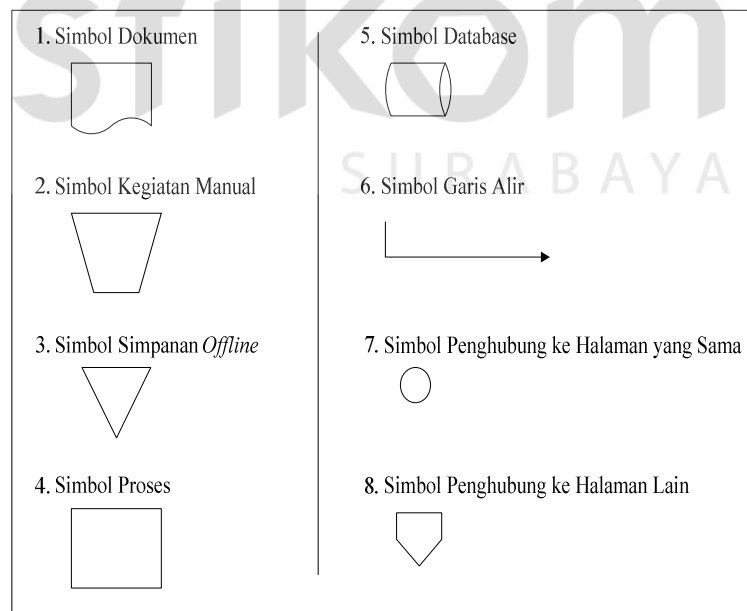 stikom
SURABAYA
1. Simbol Dokumen
2. Simbol Kegiatan Manual
3. Simbol Simpanan Offline
4. Simbol Proses
5. Simbol Database
6. Simbol Garis Alir
7. Simbol Penghubung ke Halaman yang Sama
8. Simbol Penghubung ke Halaman Lain